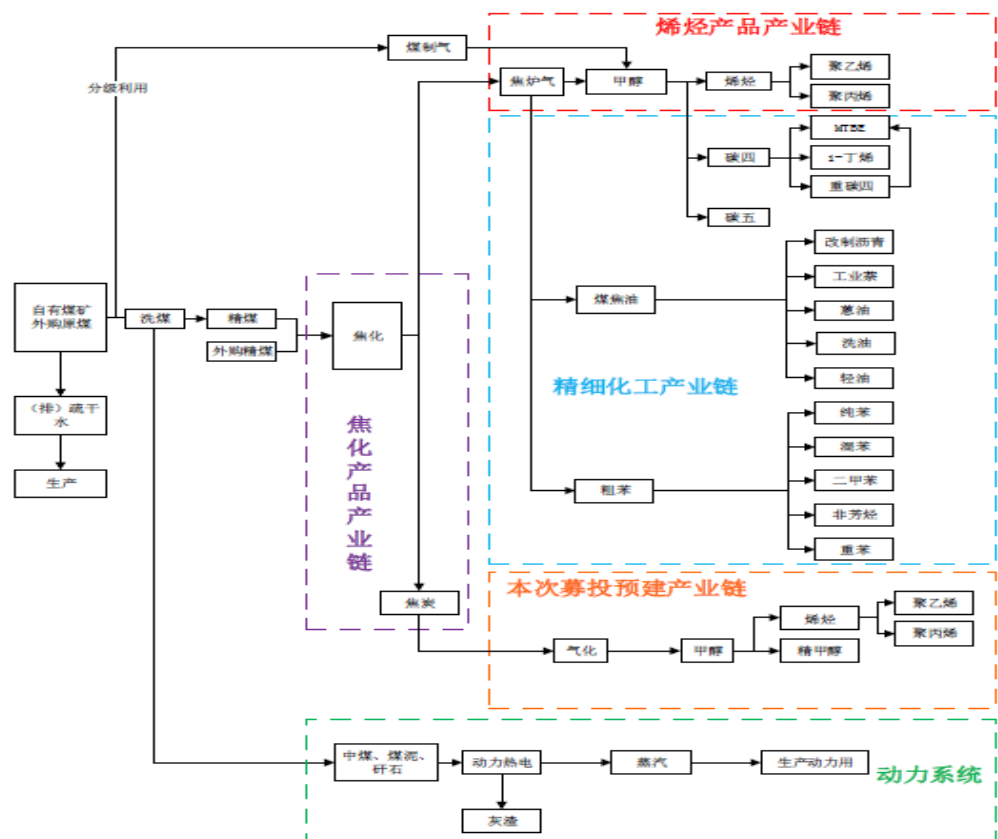 烯烃产品产业链
煤制气
焦炉气
甲醇
烯烃
聚乙烯
聚丙烯
分级利用
MTBE
碳四
1-丁烯
重碳四
碳五
改制沥青
工业萘
煤焦油
蒽油
洗油
轻油
精细化工产业链
自有煤矿
外购原煤
洗煤
精煤
外购精煤
焦化
（排）疏干
水
生产
焦化产品产业链
纯苯
粗苯
二甲苯
非芳烃
重苯
焦炭
本次募投预建产业链
气化
甲醇
烯烃
精甲醇
聚乙烯
聚丙烯
中煤、煤泥、
矸石
动力热电
蒸汽
生产动力用
灰渣
动力系统